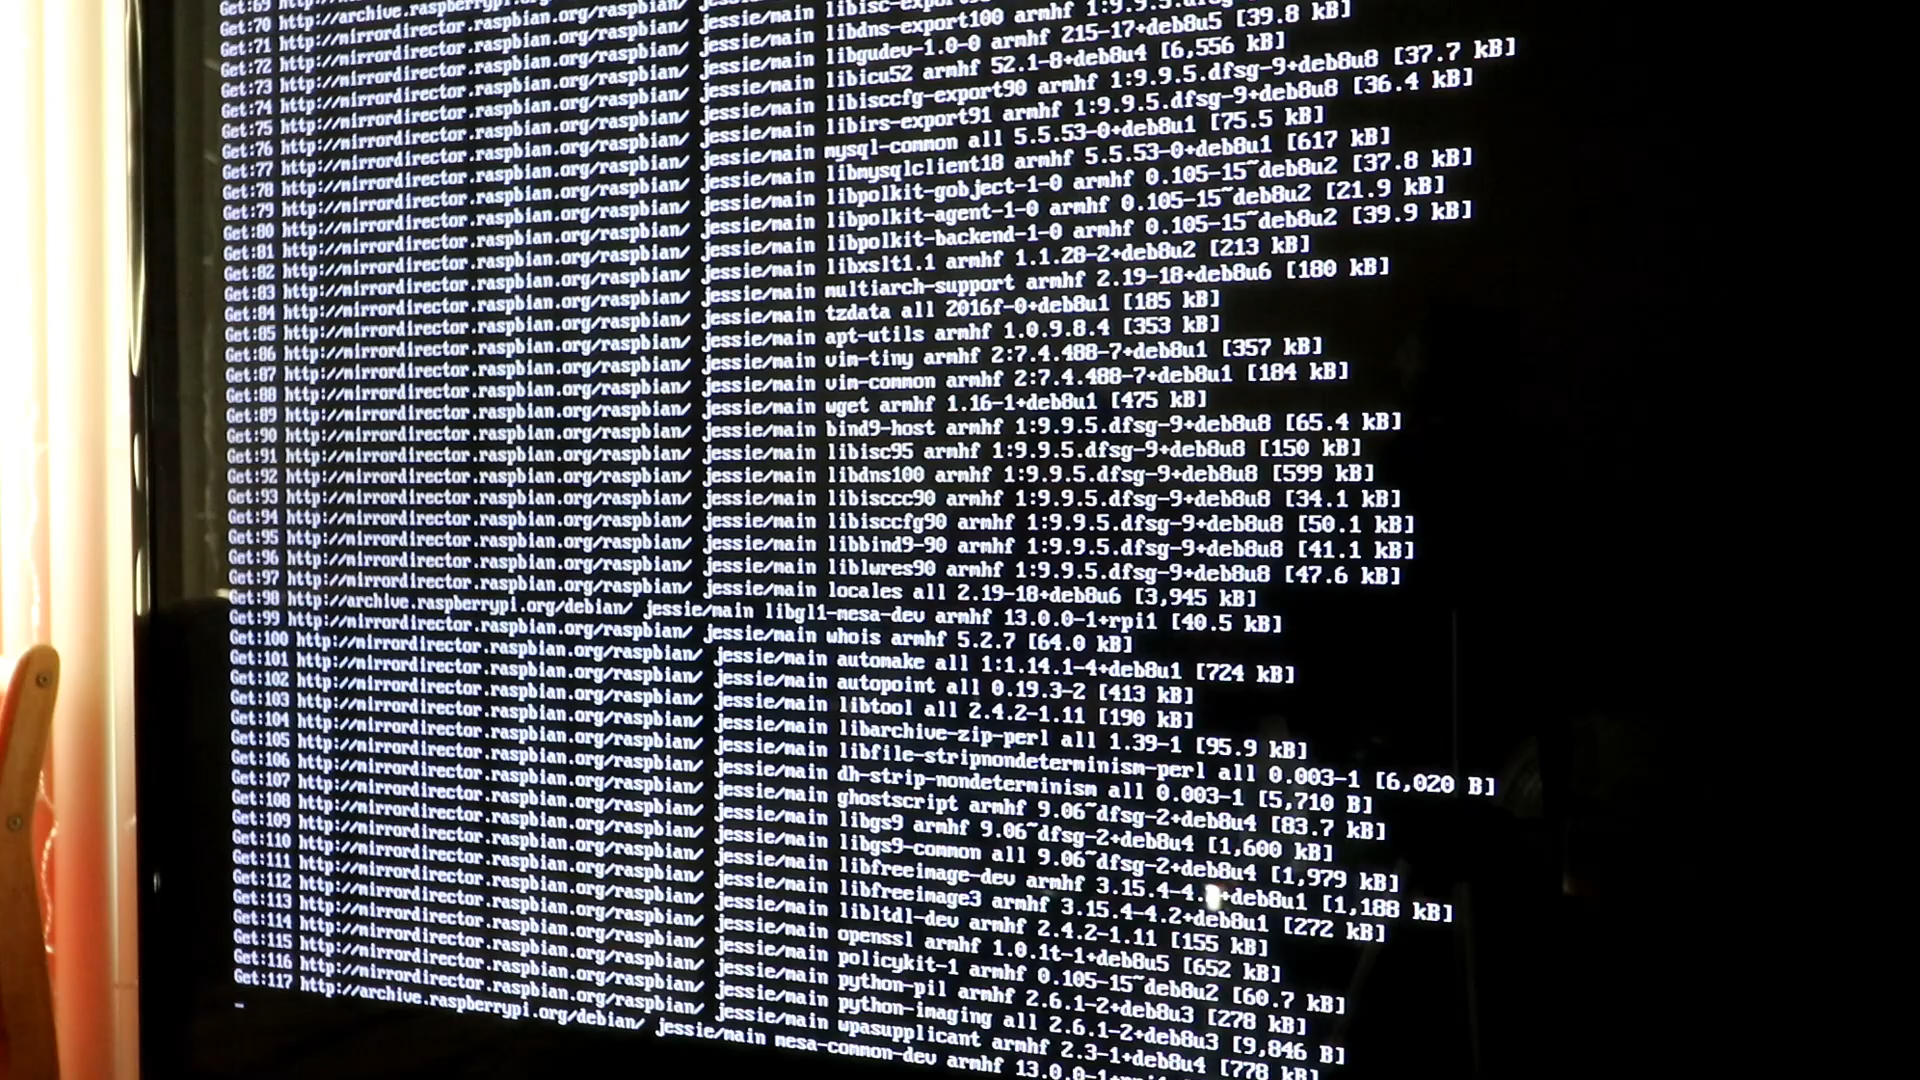 Get:69
Get:70 http://archive.raspberrypi.org/
Get:71 http://mirrordirector.raspbian.org/raspbian/
Get:72 http://mirrordirector.raspbian.org/raspbian/ jessie/main
Get:73 http://mirrordirector.raspbian.org/raspbian/ jessie/main libdns-export100 armhf
Get:74 http://mirrordirector.raspbian.org/raspbian/ jessie/main libgudev-1.0-0 armhf 215-17+deb8u5 [39.8 kB]
Get:75 http://mirrordirector.raspbian.org/raspbian/ jessie/main libicu52 armhf 52.1-8+deb8u4 [6,556 kB]
Get:76 http://mirrordirector.raspbian.org/raspbian/ jessie/main libisccfg-export90 armhf 1:9.9.5.dfsg-9+deb8u8 [37.7 kB]
Get:77 http://mirrordirector.raspbian.org/raspbian/ jessie/main libirs-export91 armhf 1:9.9.5.dfsg-9+deb8u8 [36.4 kB]
Get:78 http://mirrordirector.raspbian.org/raspbian/ jessie/main mysql-common all 5.5.53-0+deb8u1 [75.5 kB]
Get:79 http://mirrordirector.raspbian.org/raspbian/ jessie/main libmysqlclient18 armhf 5.5.53-0+deb8u1 [617 kB]
Get:80 http://mirrordirector.raspbian.org/raspbian/ jessie/main libpolkit-gobject-1-0 armhf 0.105-15~deb8u2 [37.8 kB]
Get:81 http://mirrordirector.raspbian.org/raspbian/ jessie/main libpolkit-agent-1-0 armhf 0.105-15~deb8u2 [21.9 kB]
Get:82 http://mirrordirector.raspbian.org/raspbian/ jessie/main libpolkit-backend-1-0 armhf 0.105-15~deb8u2 [39.9 kB]
Get:83 http://mirrordirector.raspbian.org/raspbian/ jessie/main libxslt1.1 armhf 1.1.28-2+deb8u2 [213 kB]
Get:84 http://mirrordirector.raspbian.org/raspbian/ jessie/main multiarch-support armhf 2.19-18+deb8u6 [180 kB]
Get:85 http://mirrordirector.raspbian.org/raspbian/ jessie/main tzdata all 2016f-0+deb8u1 [185 kB]
Get:86 http://mirrordirector.raspbian.org/raspbian/ jessie/main apt-utils armhf 1.0.9.8.4 [353 kB]
Get:87 http://mirrordirector.raspbian.org/raspbian/ jessie/main vim-tiny armhf 2:7.4.488-7+deb8u1 [357 kB]
Get:88 http://mirrordirector.raspbian.org/raspbian/ jessie/main vim-common armhf 2:7.4.488-7+deb8u1 [184 kB]
Get:89 http://mirrordirector.raspbian.org/raspbian/ jessie/main wget armhf 1.16-1+deb8u1 [475 kB]
Get:90 http://mirrordirector.raspbian.org/raspbian/ jessie/main bind9-host armhf 1:9.9.5.dfsg-9+deb8u8 [65.4 kB]
Get:91 http://mirrordirector.raspbian.org/raspbian/ jessie/main libisc95 armhf 1:9.9.5.dfsg-9+deb8u8 [150 kB]
Get:92 http://mirrordirector.raspbian.org/raspbian/ jessie/main libdns100 armhf 1:9.9.5.dfsg-9+deb8u8 [599 kB]
Get:93 http://mirrordirector.raspbian.org/raspbian/ jessie/main libisccc90 armhf 1:9.9.5.dfsg-9+deb8u8 [34.1 kB]
Get:94 http://mirrordirector.raspbian.org/raspbian/ jessie/main libisccfg90 armhf 1:9.9.5.dfsg-9+deb8u8 [50.1 kB]
Get:95 http://mirrordirector.raspbian.org/raspbian/ jessie/main libbind9-90 armhf 1:9.9.5.dfsg-9+deb8u8 [41.1 kB]
Get:96 http://mirrordirector.raspbian.org/raspbian/ jessie/main liblwres90 armhf 1:9.9.5.dfsg-9+deb8u8 [47.6 kB]
Get:97 http://mirrordirector.raspbian.org/raspbian/ jessie/main locales all 2.19-18+deb8u6 [3,945 kB]
Get:98 http://archive.raspberrypi.org/debian/ jessie/main libgl1-mesa-dev armhf 13.0.0-1+rpi1 [40.5 kB]
Get:99 http://mirrordirector.raspbian.org/raspbian/ jessie/main whois armhf 5.2.7 [64.0 kB]
Get:100 http://mirrordirector.raspbian.org/raspbian/ jessie/main automake all 1:1.14.1-4+deb8u1 [724 kB]
Get:101 http://mirrordirector.raspbian.org/raspbian/ jessie/main autopoint all 0.19.3-2 [413 kB]
Get:102 http://mirrordirector.raspbian.org/raspbian/ jessie/main libtool all 2.4.2-1.11 [190 kB]
Get:103 http://mirrordirector.raspbian.org/raspbian/ jessie/main libarchive-zip-perl all 1.39-1 [95.9 kB]
Get:104 http://mirrordirector.raspbian.org/raspbian/ jessie/main libfile-stripnondeterminism-perl all 0.003-1 [6,020 B]
Get:105 http://mirrordirector.raspbian.org/raspbian/ jessie/main dh-strip-nondeterminism all 0.003-1 [5,710 B]
Get:106 http://mirrordirector.raspbian.org/raspbian/ jessie/main ghostscript armhf 9.06~dfsg-2+deb8u4 [83.7 kB]
Get:107 http://mirrordirector.raspbian.org/raspbian/ jessie/main libgs9 armhf 9.06~dfsg-2+deb8u4 [1,600 kB]
Get:108 http://mirrordirector.raspbian.org/raspbian/ jessie/main libgs9-common all 9.06~dfsg-2+deb8u4 [1,979 kB]
Get:109 http://mirrordirector.raspbian.org/raspbian/ jessie/main libfreeimage-dev armhf 3.15.4-4.2+deb8u1 [1,188 kB]
Get:110 http://mirrordirector.raspbian.org/raspbian/ jessie/main libfreeimage3 armhf 3.15.4-4.2+deb8u1 [272 kB]
Get:111 http://mirrordirector.raspbian.org/raspbian/ jessie/main libltdl-dev armhf 2.4.2-1.11 [155 kB]
Get:112 http://mirrordirector.raspbian.org/raspbian/ jessie/main openssl armhf 1.0.1t-1+deb8u5 [652 kB]
Get:113 http://mirrordirector.raspbian.org/raspbian/ jessie/main policykit-1 armhf 0.105-15~deb8u2 [60.7 kB]
Get:114 http://mirrordirector.raspbian.org/raspbian/ jessie/main python-pil armhf 2.6.1-2+deb8u3 [278 kB]
Get:115 http://mirrordirector.raspbian.org/raspbian/ jessie/main python-imaging all 2.6.1-2+deb8u3 [9,846 B]
Get:116 http://mirrordirector.raspbian.org/raspbian/ jessie/main wpasupplicant armhf 2.3-1+deb8u4 [778 kB]
Get:117 http://archive.raspberrypi.org/debian/ jessie/main mesa-common-dev armhf